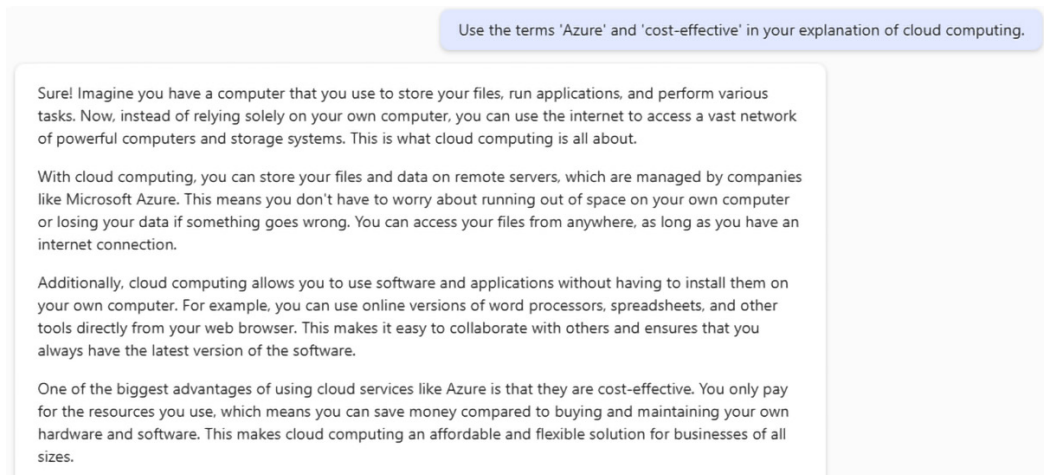 Use the terms 'Azure' and 'cost-effective' in your explanation of cloud computing.
Sure! Imagine you have a computer that you use to store your files, run applications, and perform various
tasks. Now, instead of relying solely on your own computer, you can use the internet to access a vast network
of powerful computers and storage systems. This is what cloud computing is all about.
With cloud computing, you can store your files and data on remote servers, which are managed by companies
like Microsoft Azure. This means you don't have to worry about running out of space on your own computer
or losing your data if something goes wrong. You can access your files from anywhere, as long as you have an
internet connection.
Additionally, cloud computing allows you to use software and applications without having to install them on
your own computer. For example, you can use online versions of word processors, spreadsheets, and other
tools directly from your web browser. This makes it easy to collaborate with others and ensures that you
always have the latest version of the software.
One of the biggest advantages of using cloud services like Azure is that they are cost-effective. You only pay
for the resources you use, which means you can save money compared to buying and maintaining your own
hardware and software. This makes cloud computing an affordable and flexible solution for businesses of all
sizes.